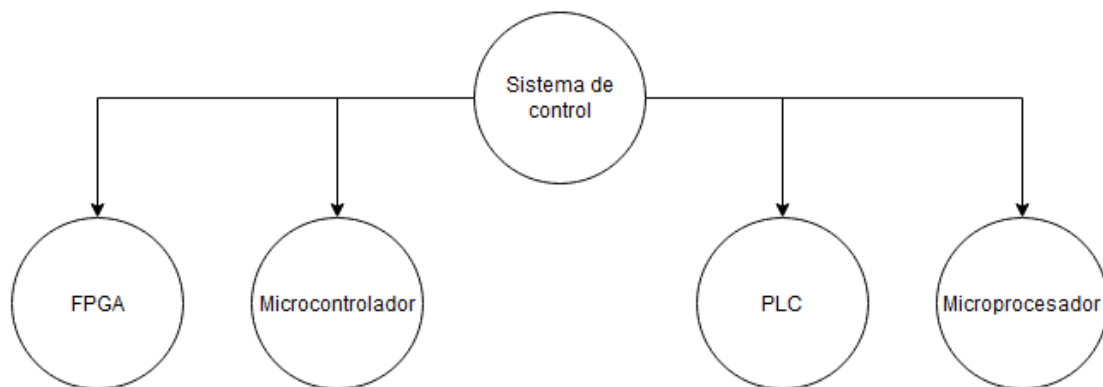 Sistema de
control
FPGA
Microcontrolador
PLC
Microprocesador